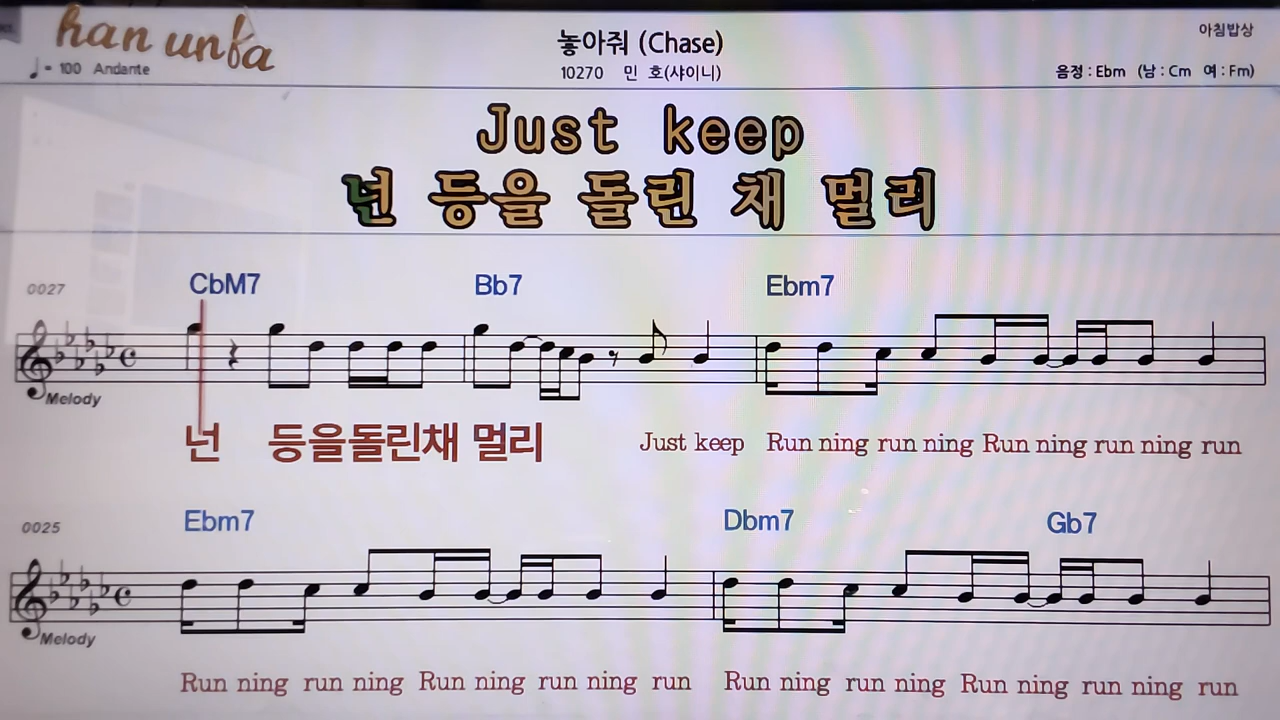 han unfa
놓아줘 (Chase)
아침밥상
♩= 100 Andante
10270 민 호(샤이니)
음정 : Ebm (남 : Cm 여 : Fm)
Just keep
넌 등을 돌린 채 멀리
0027 CbM7 Bb7 Ebm7
Melody
넌 등을돌린채 멀리 Just keep Run ning run ning Run ning run ning run
0025 Ebm7 Dbm7 Gb7
Melody
Run ning run ning Run ning run ning run Run ning run ning Run ning run ning run